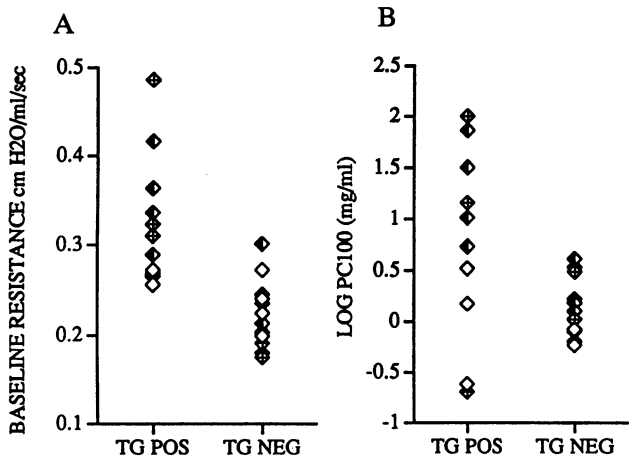 A
BASELINE RESISTANCE cm H2O/ml/sec
0.5
0.4
0.3
0.2
0.1
TG POS
TG NEG
B
LOG PC100 (mg/ml)
2.5
2
1.5
1
0.5
0
-0.5
-1
TG POS
TG NEG